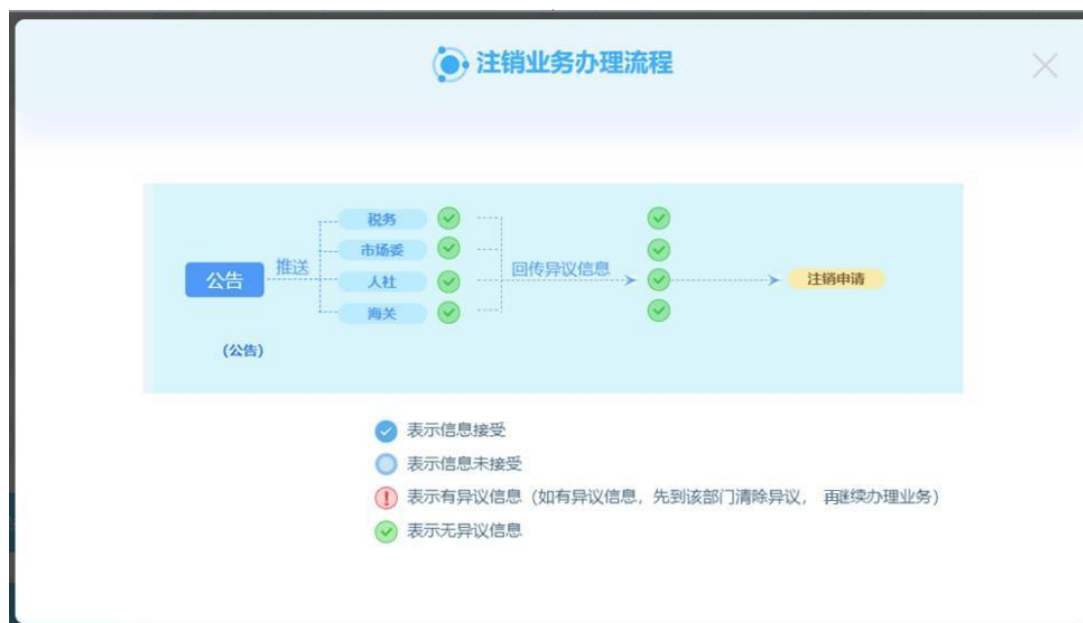 注销业务办理流程
税务
市场委
推送
回传异议信息
公告
人社
注销申请
海关
(公告)
表示信息接受
表示信息未接受
表示有异议信息（如有异议信息，先到该部门清除异议， 再继续办理业务）
表示无异议信息